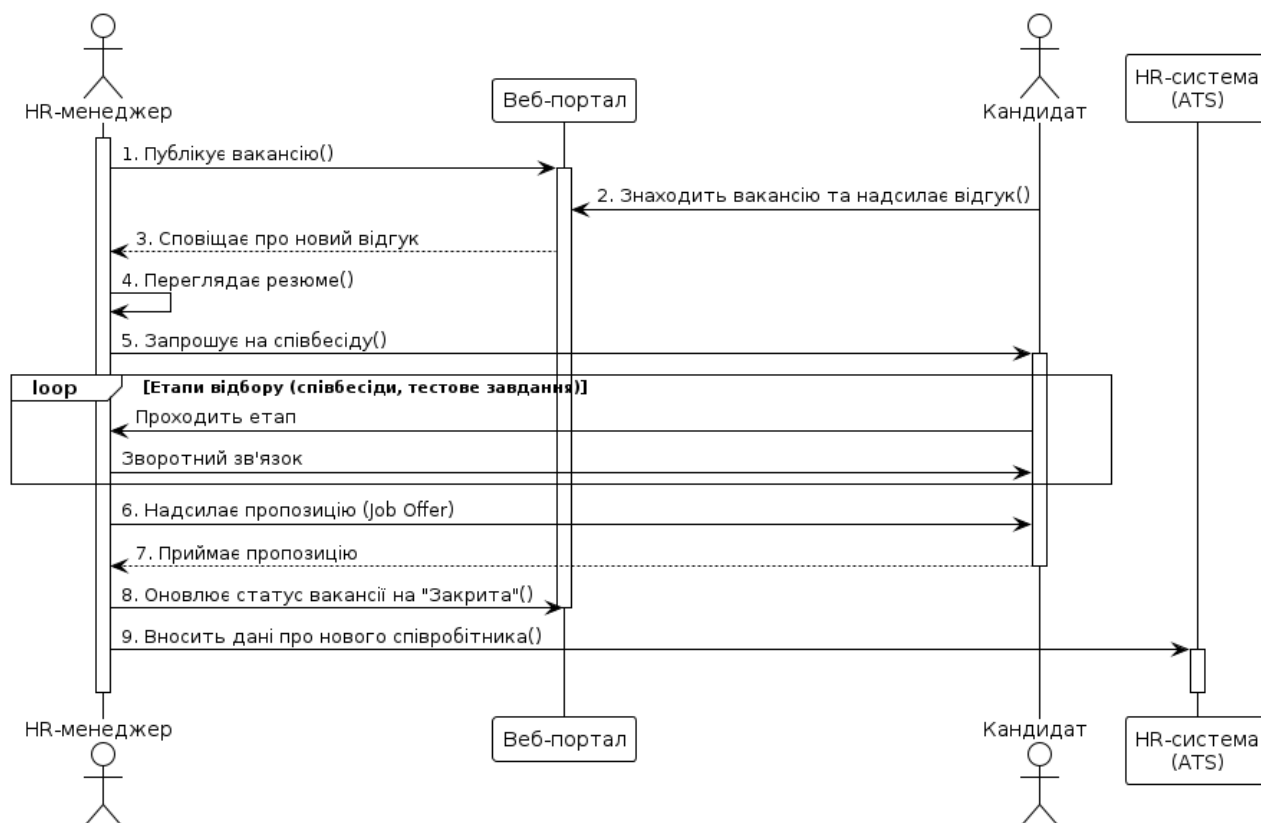 HR-менеджер
Веб-портал
Кандидат
HR-система
(ATS)
1. Публікує вакансію()
2. Знаходить вакансію та надсилає відгук()
3. Сповіщає про новий відгук
4. Переглядає резюме()
5. Запрошує на співбесіду()
loop [Етапи відбору (співбесіди, тестове завдання)]
Проходить етап
Зворотний зв'язок
6. Надсилає пропозицію (Job Offer)
7. Приймає пропозицію
8. Оновлює статус вакансії на "Закрита"()
9. Вносить дані про нового співробітника()
HR-менеджер
Веб-портал
Кандидат
HR-система
(ATS)